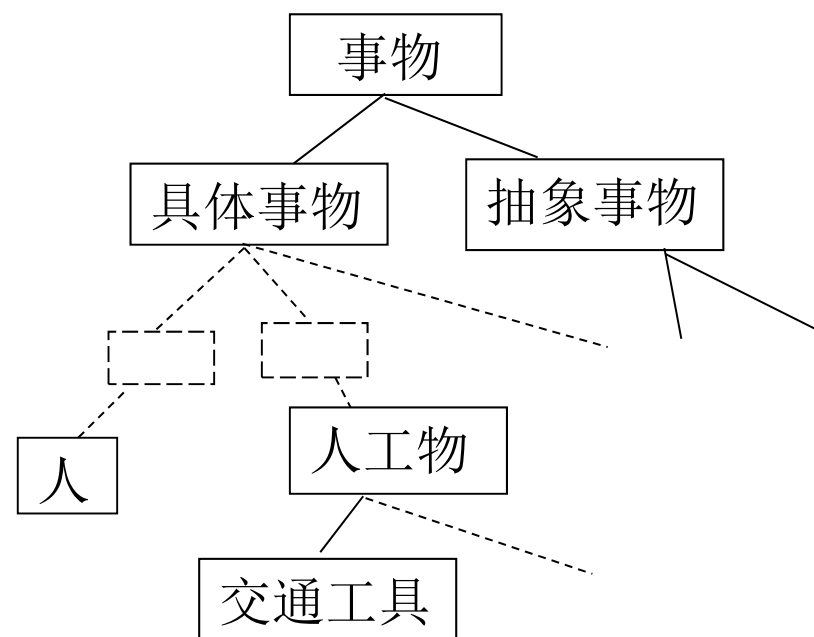 事物
具体事物
抽象事物
人
人工物
交通工具